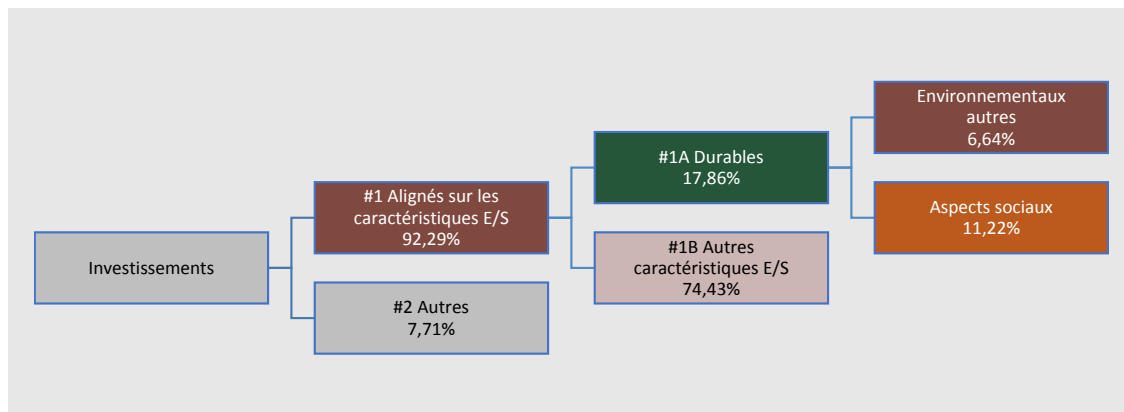 Investissements
#1 Alignés sur les
caractéristiques E/S
92,29%
#2 Autres
7,71%
#1A Durables
17,86%
#1B Autres
caractéristiques E/S
74,43%
Environnementaux
autres
6,64%
Aspects sociaux
11,22%